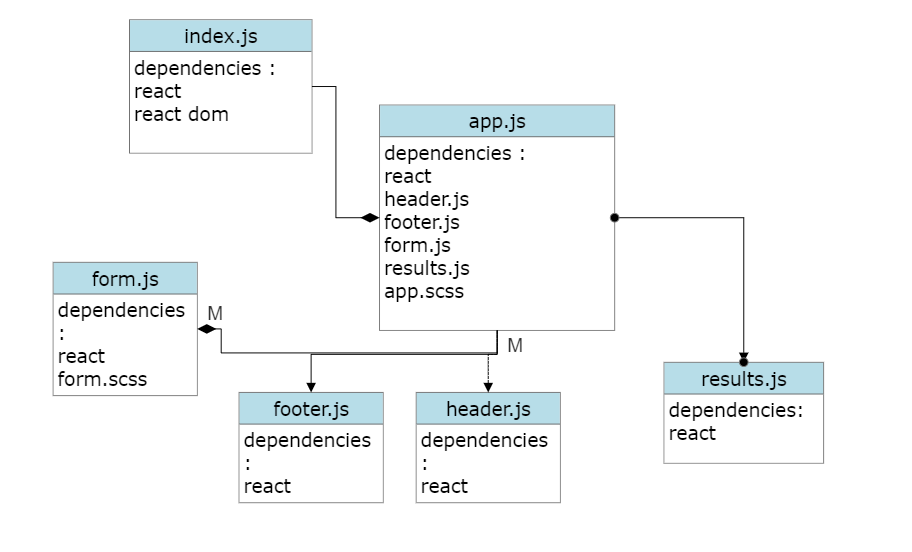 index.js
dependencies :
react
react dom
app.js
dependencies :
react
header.js
footer.js
form.js
results.js
app.scss
form.js
dependencies
:
react
form.scss
M
M
results.js
dependencies:
react
footer.js
dependencies
:
react
header.js
dependencies
:
react